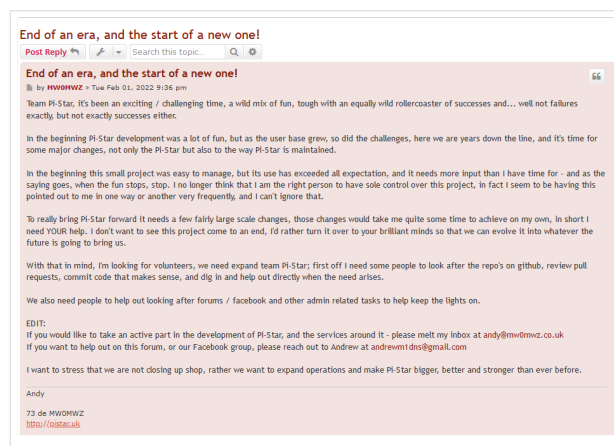 End of an era, and the start of a new one!
Post Reply
Search this topic…
End of an era, and the start of a new one!
by MW0MWZ » Tue Feb 01, 2022 9:36 pm
Team Pi-Star, it's been an exciting / challenging time, a wild mix of fun, tough with an equally wild rollercoaster of successes and... well not failures
exactly, but not exactly successes either.
In the beginning Pi-Star development was a lot of fun, but as the user base grew, so did the challenges, here we are years down the line, and it's time for
some major changes, not only the Pi-Star but also to the way Pi-Star is maintained.
In the beginning this small project was easy to manage, but its use has exceeded all expectation, and it needs more input than I have time for - and as the
saying goes, when the fun stops, stop. I no longer think that I am the right person to have sole control over this project, in fact I seem to be having this
pointed out to me in one way or another very frequently, and I can't ignore that.
To really bring Pi-Star forward it needs a few fairly large scale changes, those changes would take me quite some time to achieve on my own, in short I
need YOUR help. I don't want to see this project come to an end, I'd rather turn it over to your brilliant minds so that we can evolve it into whatever the
future is going to bring us.
With that in mind, I'm looking for volunteers, we need expand team Pi-Star; first off I need some people to look after the repo's on github, review pull
requests, commit code that makes sense, and dig in and help out directly when the need arises.
We also need people to help out looking after forums / facebook and other admin related tasks to help keep the lights on.
EDIT:
If you would like to take an active part in the development of Pi-Star, and the services around it - please melt my inbox at andy@mw0mwz.co.uk
If you want to help out on this forum, or our Facebook group, please reach out to Andrew at andrewm1dns@gmail.com
I want to stress that we are not closing up shop, rather we want to expand operations and make Pi-Star bigger, better and stronger than ever before.
Andy
73 de MW0MWZ
http://pistar.uk